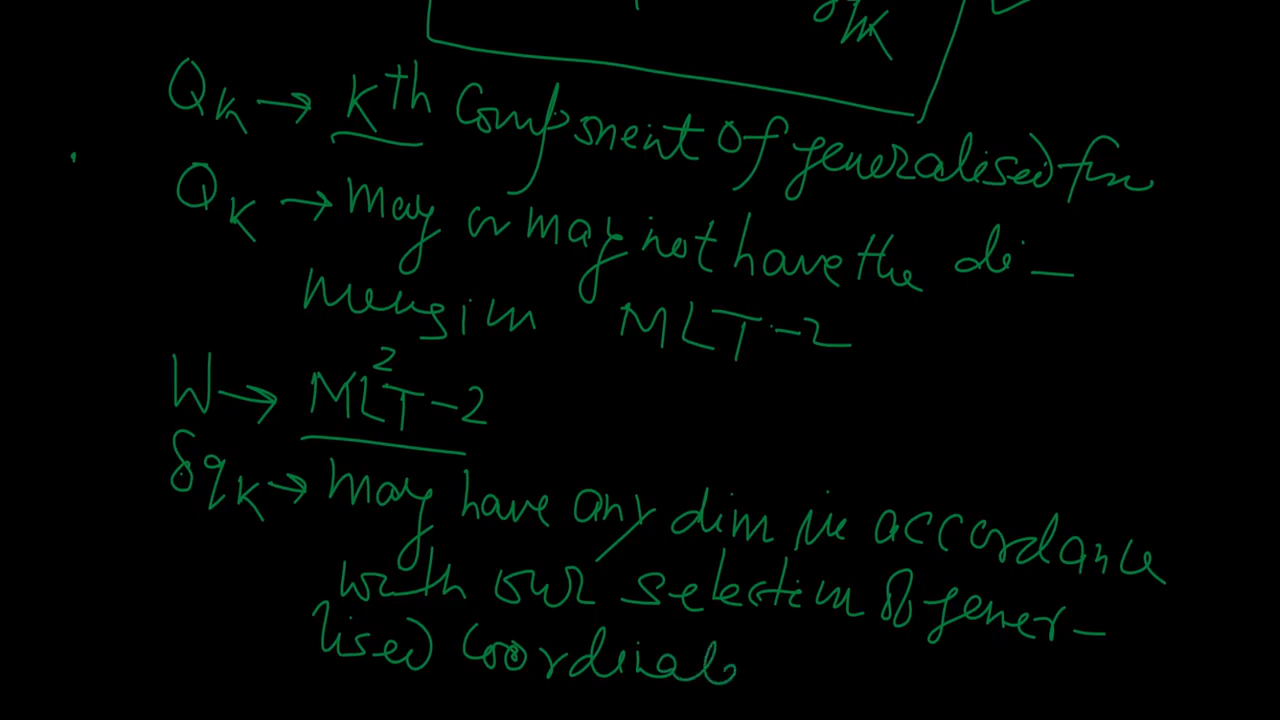 qK
QK → Kth Component Of generalised
QK → may or may not have the di-
mension MLT-2
W → ML²T-2
δqK → may have any dim in accordance
with our selection of gener-
lised Coordinate